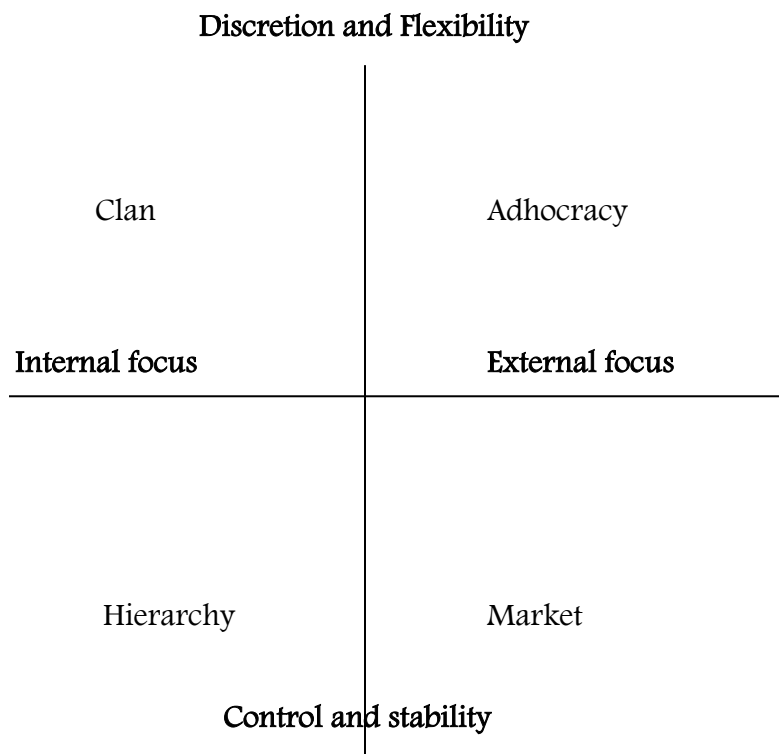 Discretion and Flexibility
Clan Adhocracy
Internal focus External focus
Hierarchy Market
Control and stability